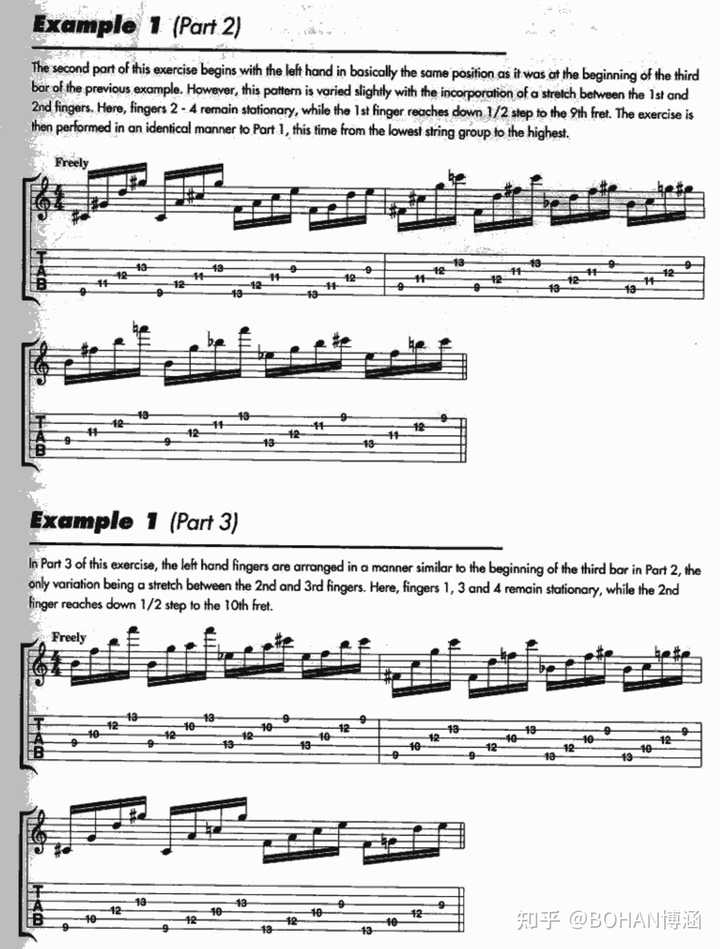 Example 1 (Part 2)
The second part of this exercise begins with the left hand in basically the same position as it was at the beginning of the third
bar of the previous example. However, this pattern is varied slightly with the incorporation of a stretch between the 1st and
2nd fingers. Here, fingers 2 - 4 remain stationary, while the 1st finger reaches down 1/2 step to the 9th fret. The exercise is
then performed in an identical manner to Part 1, this time from the lowest string group to the highest.
Freely
4 4
TAB 9 11 12 13 9 12 11 13 13 12 11 9 13 11 12 9 9 11 12 13 9 12 11 13 13 12 11 9 13 11 12 9
TAB 9 11 12 13 9 12 11 13 13 12 11 9 13 11 12 9
Example 1 (Part 3)
In Part 3 of this exercise, the left hand fingers are arranged in a manner similar to the beginning of the third bar in Part 2, the
only variation being a stretch between the 2nd and 3rd fingers. Here, fingers 1, 3 and 4 remain stationary, while the 2nd
finger reaches down 1/2 step to the 10th fret.
Freely
4 4
TAB 9 10 12 13 9 12 10 13 13 12 10 9 13 10 12 9 9 10 12 13 9 12 10 13 13 12 10 9 13 10 12 9
TAB 9 10 12 13 9 12 10 13 13 12 10 9 13 10 12 9
知乎 @BOHAN博涵